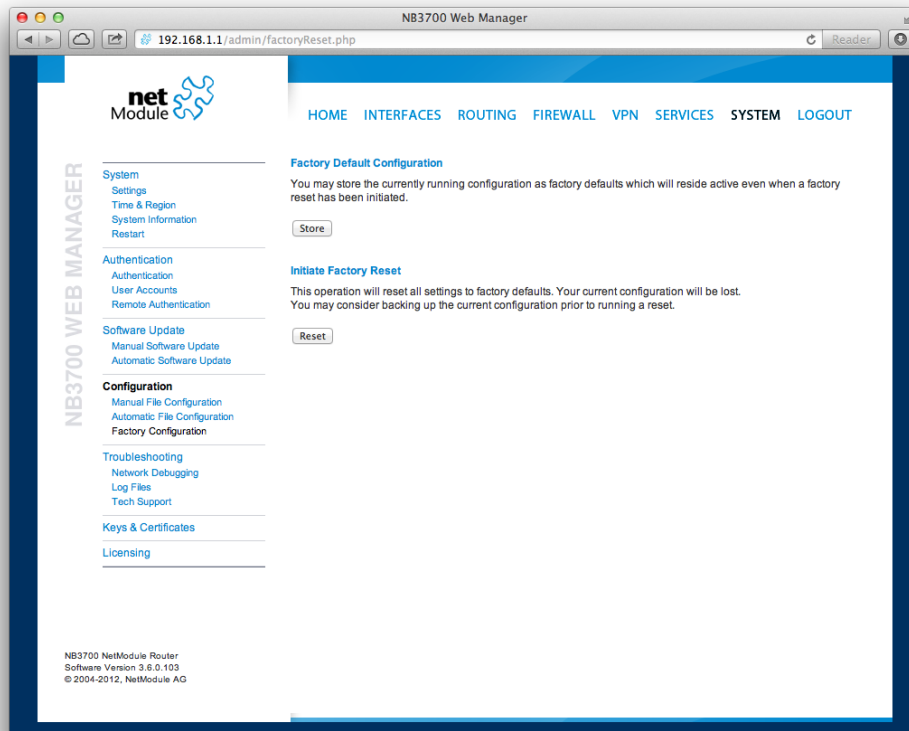 NB3700 Web Manager
192.168.1.1/admin/factoryReset.php
Reader
net
Module
HOME INTERFACES ROUTING FIREWALL VPN SERVICES SYSTEM LOGOUT
NB3700 WEB MANAGER
System
Settings
Time & Region
System Information
Restart
Authentication
Authentication
User Accounts
Remote Authentication
Software Update
Manual Software Update
Automatic Software Update
Configuration
Manual File Configuration
Automatic File Configuration
Factory Configuration
Troubleshooting
Network Debugging
Log Files
Tech Support
Keys & Certificates
Licensing
Factory Default Configuration
You may store the currently running configuration as factory defaults which will reside active even when a factory
reset has been initiated.
Store
Initiate Factory Reset
This operation will reset all settings to factory defaults. Your current configuration will be lost.
You may consider backing up the current configuration prior to running a reset.
Reset
NB3700 NetModule Router
Software Version 3.6.0.103
© 2004-2012, NetModule AG